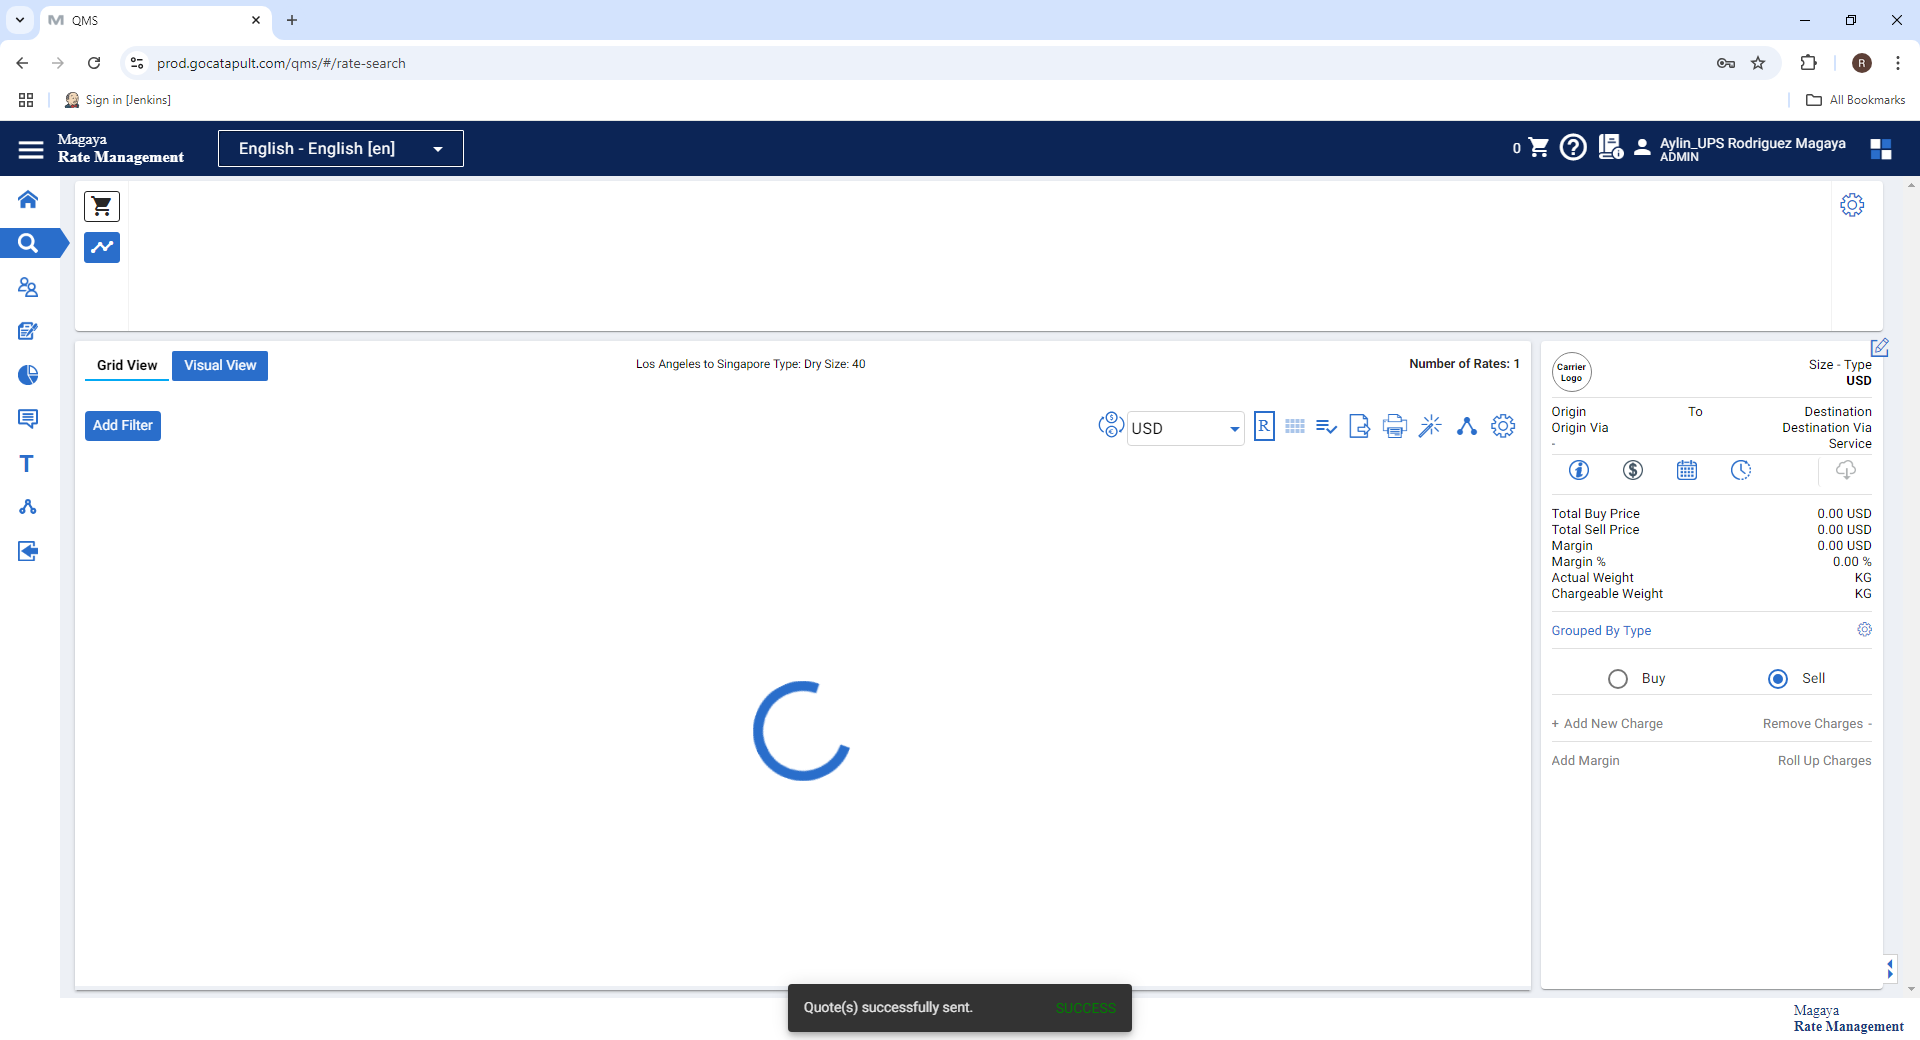 QMS
prod.gocatapult.com/qms/#/rate-search
R
Sign in [Jenkins]
All Bookmarks
Magaya
Rate Management
English - English [en]
0
Aylin_UPS Rodriguez Magaya
ADMIN
Grid View
Visual View
Los Angeles to Singapore Type: Dry Size: 40
Number of Rates: 1
Add Filter
USD
R
Carrier
Logo
Size - Type
USD
Origin To Destination
Origin Via Destination Via
- Service
Total Buy Price 0.00 USD
Total Sell Price 0.00 USD
Margin 0.00 USD
Margin % 0.00 %
Actual Weight KG
Chargeable Weight KG
Grouped By Type
Buy Sell
+ Add New Charge Remove Charges -
Add Margin Roll Up Charges
T
Quote(s) successfully sent. SUCCESS
Magaya
Rate Management